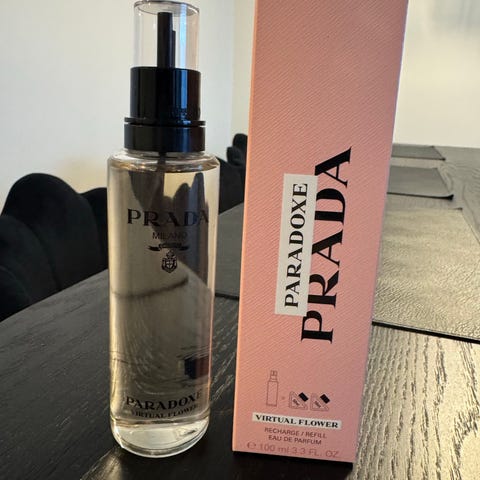 PRADA
MILANO
PARADOXE
VIRTUAL FLOWER
PARADOXE
PRADA
VIRTUAL FLOWER
RECHARGE / REFILL
EAU DE PARFUM
℮ 100 ml 3.3 FL. OZ.